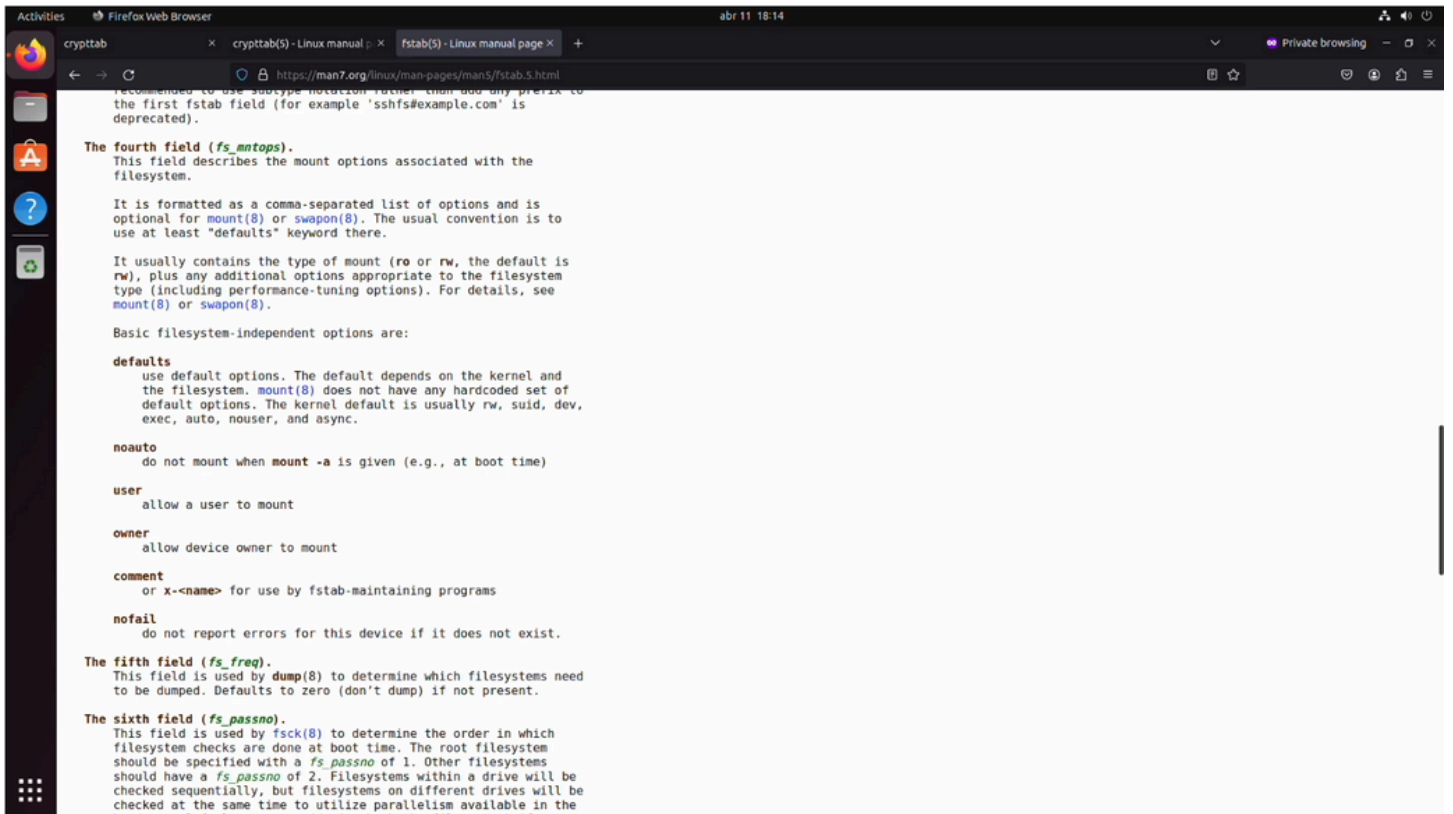 Activities
Firefox Web Browser
abr 11 18:14
crypttab
crypttab(5) - Linux manual p
fstab(5) - Linux manual page
Private browsing
https://man7.org/linux/man-pages/man5/fstab.5.html
recommended to use subtype notation rather than add any prefix to
the first fstab field (for example 'sshfs#example.com' is
deprecated).
The fourth field (fs_mntops).
This field describes the mount options associated with the
filesystem.
It is formatted as a comma-separated list of options and is
optional for mount(8) or swapon(8). The usual convention is to
use at least "defaults" keyword there.
It usually contains the type of mount (ro or rw, the default is
rw), plus any additional options appropriate to the filesystem
type (including performance-tuning options). For details, see
mount(8) or swapon(8).
Basic filesystem-independent options are:
defaults
use default options. The default depends on the kernel and
the filesystem. mount(8) does not have any hardcoded set of
default options. The kernel default is usually rw, suid, dev,
exec, auto, nouser, and async.
noauto
do not mount when mount -a is given (e.g., at boot time)
user
allow a user to mount
owner
allow device owner to mount
comment
or x-<name> for use by fstab-maintaining programs
nofail
do not report errors for this device if it does not exist.
The fifth field (fs_freq).
This field is used by dump(8) to determine which filesystems need
to be dumped. Defaults to zero (don't dump) if not present.
The sixth field (fs_passno).
This field is used by fsck(8) to determine the order in which
filesystem checks are done at boot time. The root filesystem
should be specified with a fs_passno of 1. Other filesystems
should have a fs_passno of 2. Filesystems within a drive will be
checked sequentially, but filesystems on different drives will be
checked at the same time to utilize parallelism available in the